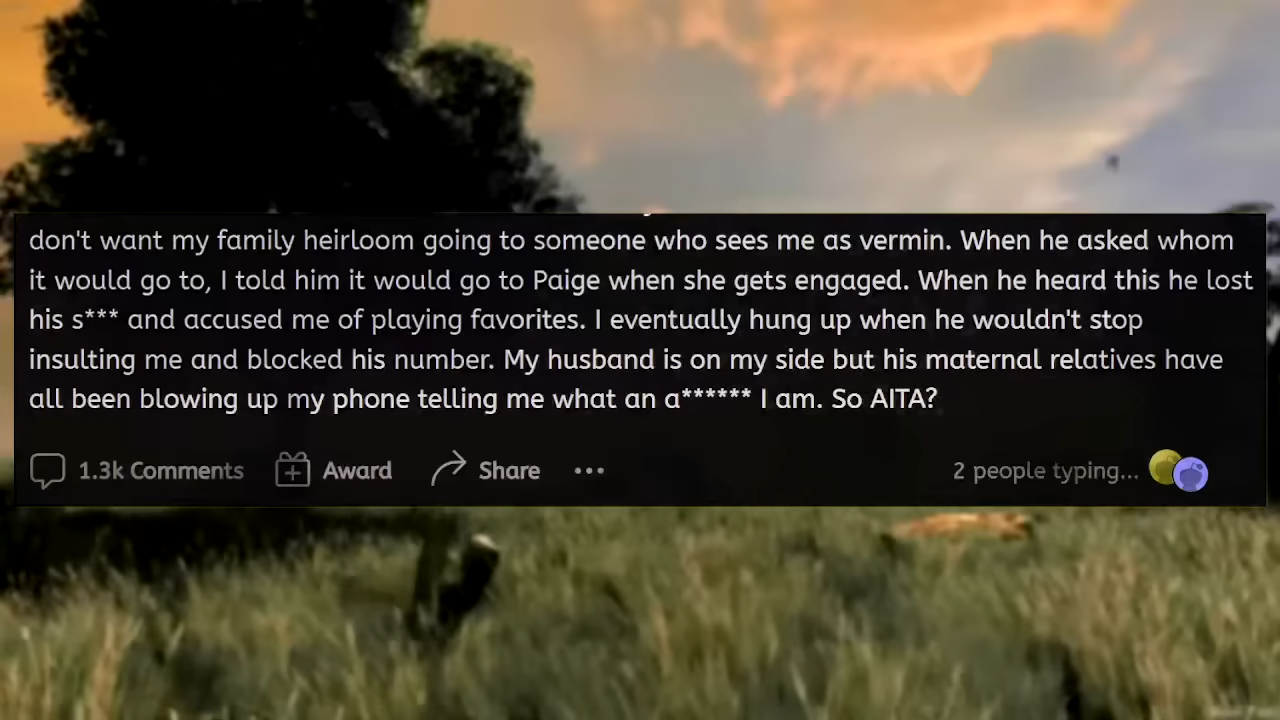 don't want my family heirloom going to someone who sees me as vermin. When he asked whom
it would go to, I told him it would go to Paige when she gets engaged. When he heard this he lost
his s*** and accused me of playing favorites. I eventually hung up when he wouldn't stop
insulting me and blocked his number. My husband is on my side but his maternal relatives have
all been blowing up my phone telling me what an a****** I am. So AITA?
1.3k Comments Award Share ••• 2 people typing...